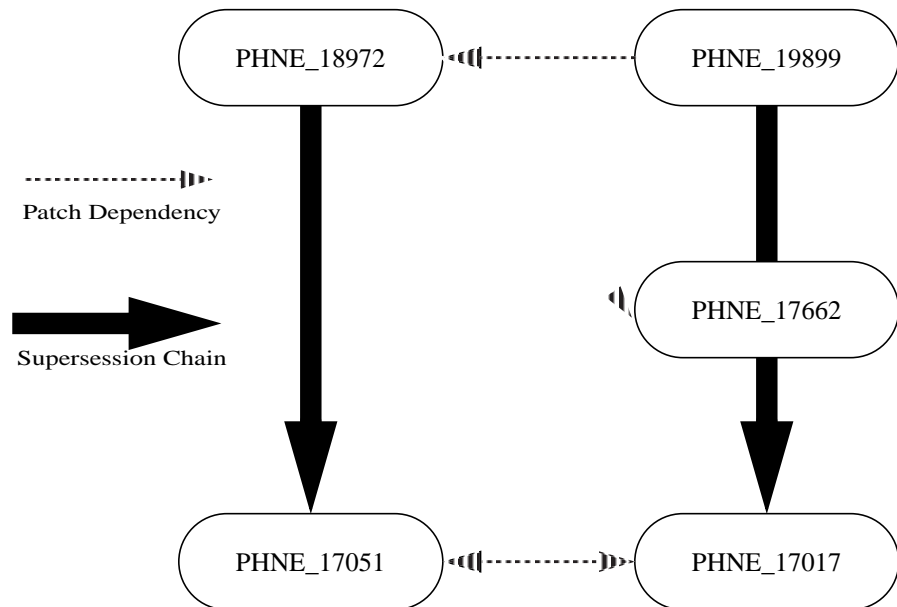 PHNE_18972
PHNE_19899
Patch Dependency
PHNE_17662
Supersession Chain
PHNE_17051
PHNE_17017